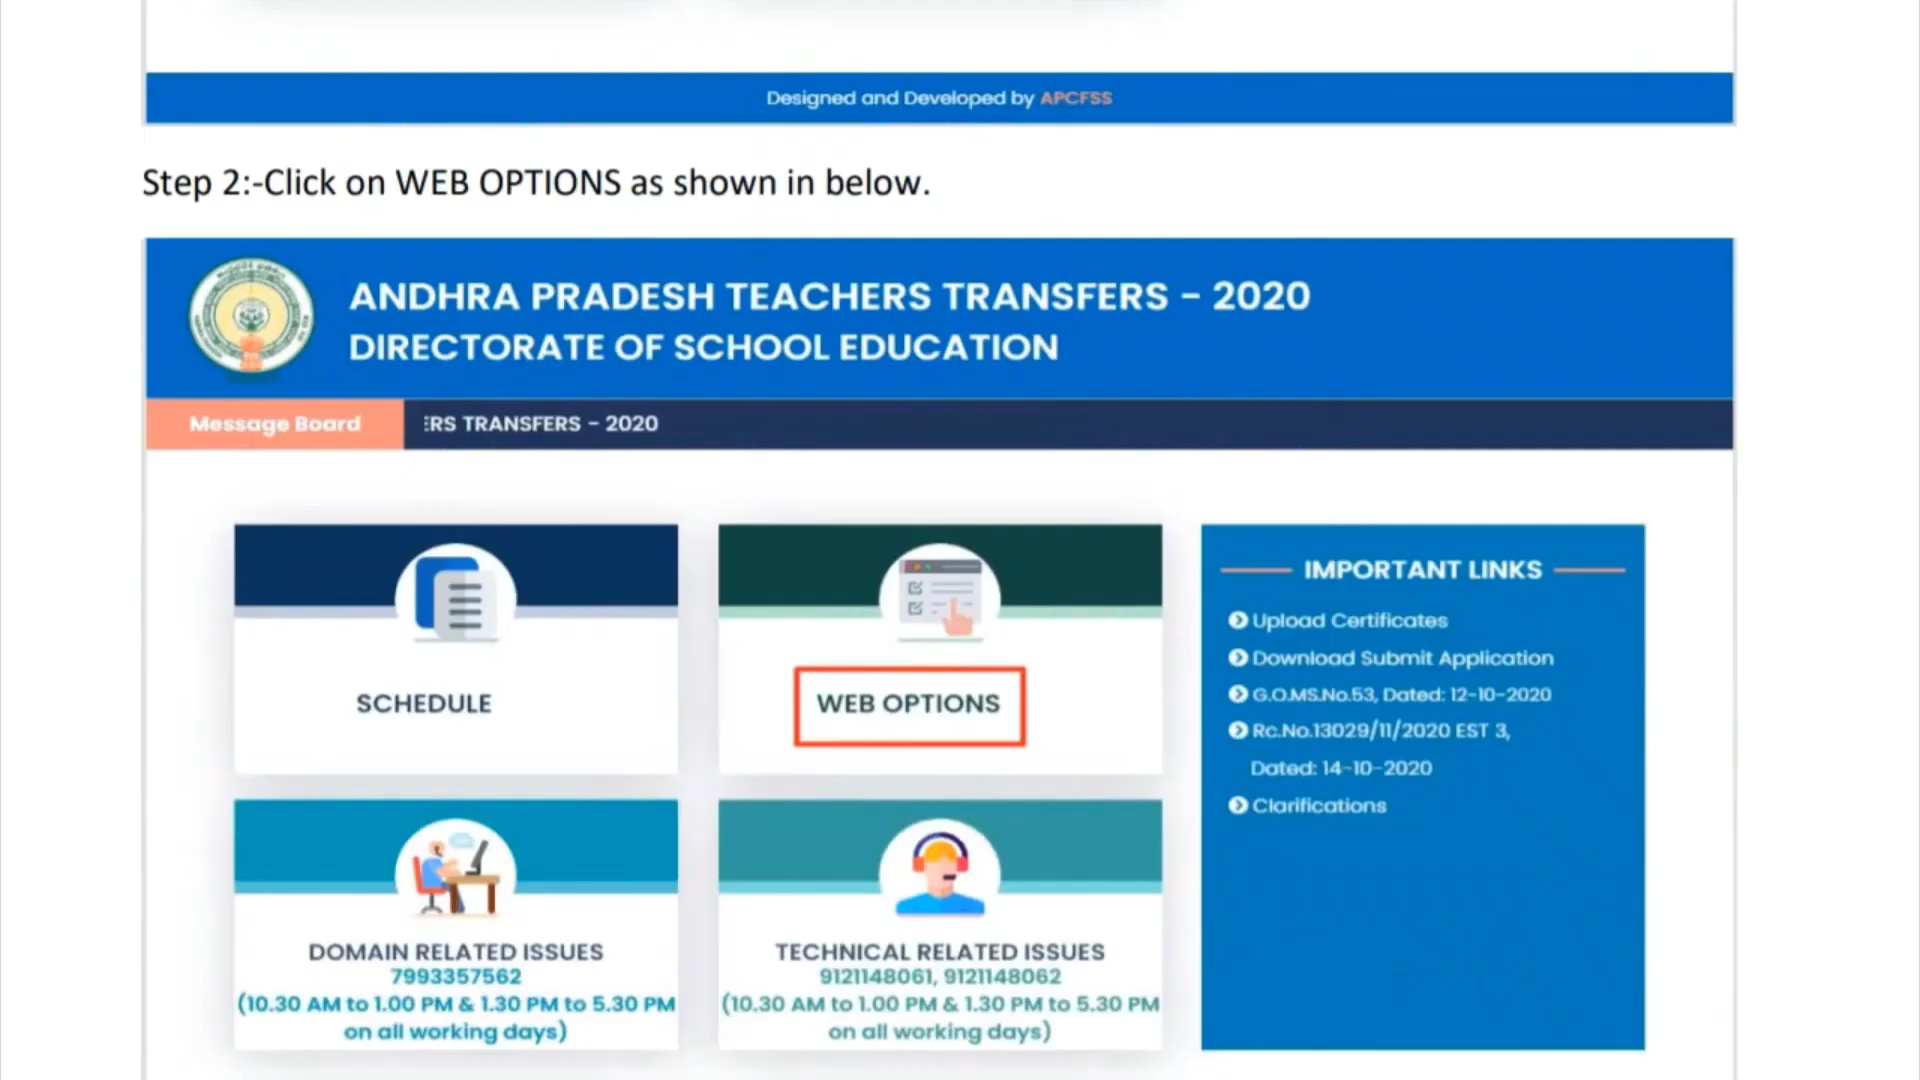 Designed and Developed by APCFSS
Step 2:-Click on WEB OPTIONS as shown in below.
ANDHRA PRADESH TEACHERS TRANSFERS - 2020
DIRECTORATE OF SCHOOL EDUCATION
Message Board
ERS TRANSFERS - 2020
SCHEDULE
WEB OPTIONS
DOMAIN RELATED ISSUES
7993357562
(10.30 AM to 1.00 PM & 1.30 PM to 5.30 PM
on all working days)
TECHNICAL RELATED ISSUES
9121148061, 9121148062
(10.30 AM to 1.00 PM & 1.30 PM to 5.30 PM
on all working days)
IMPORTANT LINKS
Upload Certificates
Download Submit Application
G.O.MS.No.53, Dated: 12-10-2020
Rc.No.13029/11/2020 EST 3,
Dated: 14-10-2020
Clarifications